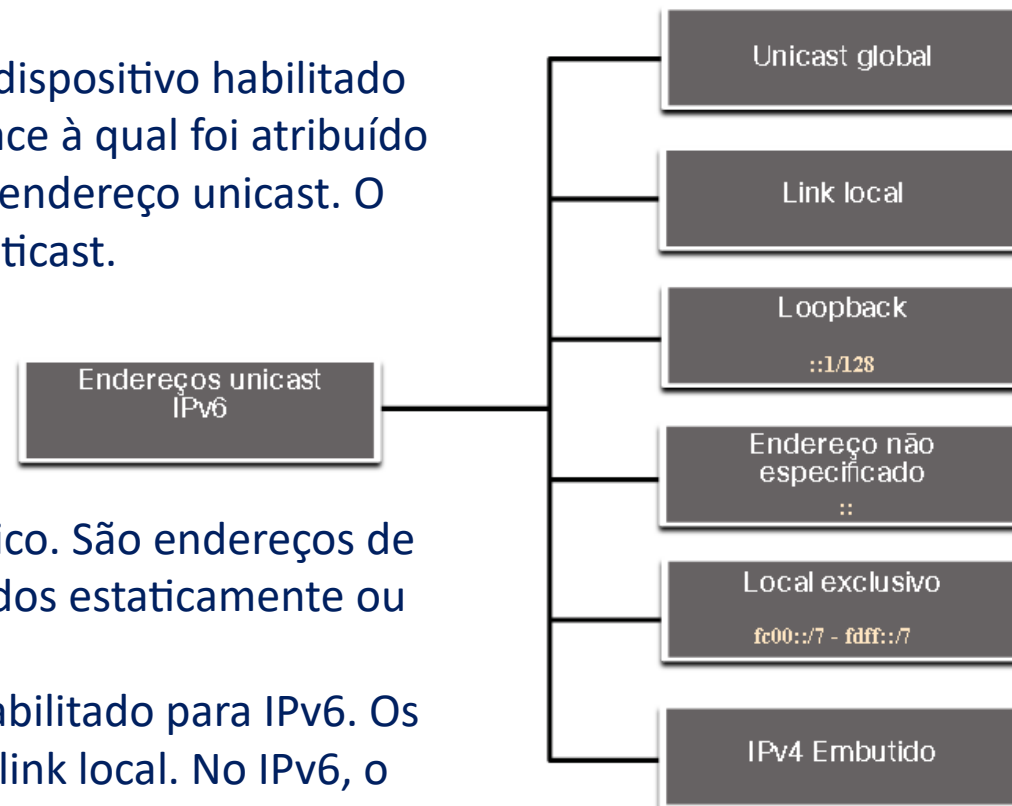 dispositivo habilitado
ce à qual foi atribuído
endereço unicast. O
ticast.
Endereços unicast
IPv6
ico. São endereços de
dos estaticamente ou
abilitado para IPv6. Os
link local. No IPv6, o
Unicast global
Link local
Loopback
::1/128
Endereço não
especificado
::
Local exclusivo
fc00::/7 - fdff::/7
IPv4 Embutido